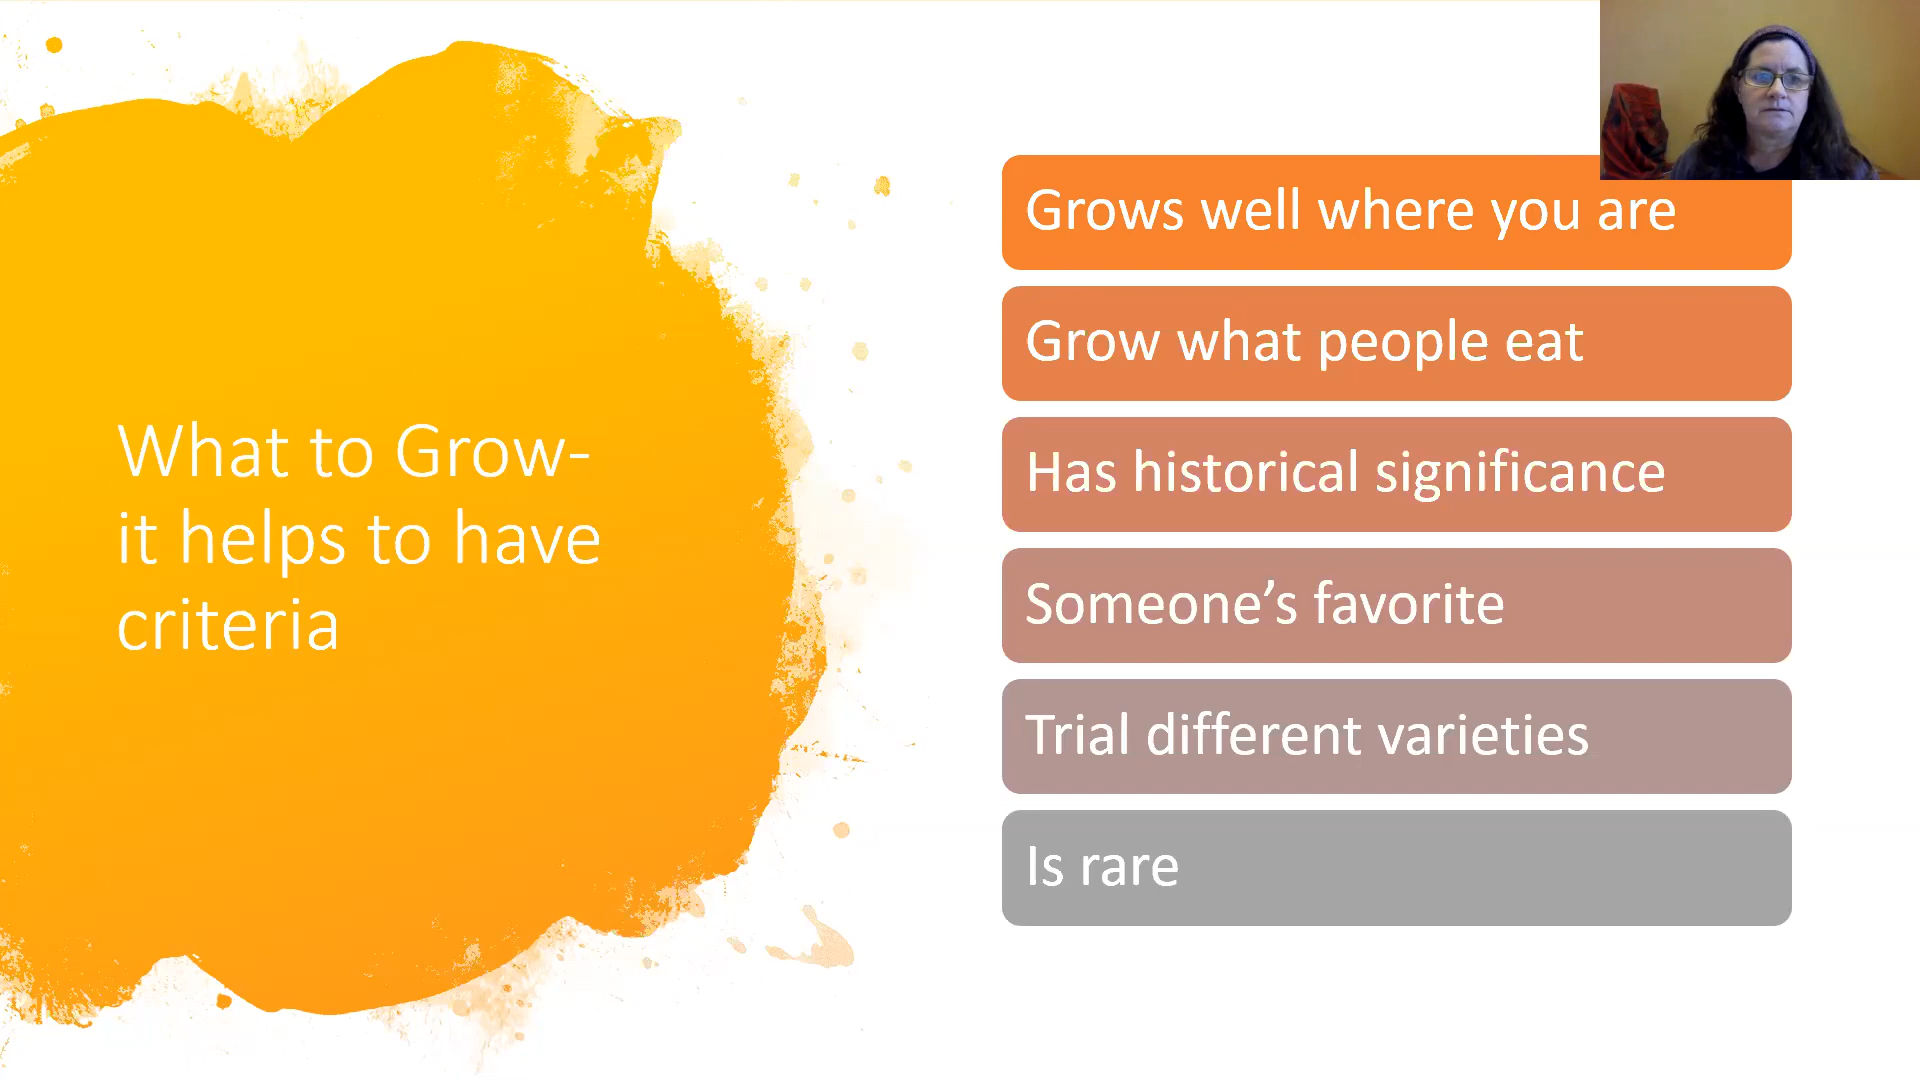 What to Grow-
it helps to have
criteria
Grows well where you are
Grow what people eat
Has historical significance
Someone’s favorite
Trial different varieties
Is rare